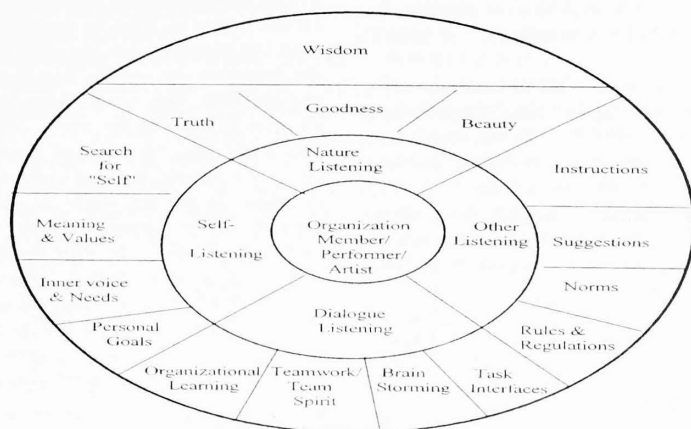 Wisdom
Truth
Goodness
Beauty
Nature
Listening
Search
for
"Self"
Instructions
Meaning
& Values
Self-
Listening
Organization
Member/
Performer/
Artist
Other
Listening
Suggestions
Inner voice
& Needs
Norms
Dialogue
Listening
Personal
Goals
Rules &
Regulations
Organizational
Learning
Teamwork/
Team
Spirit
Brain
Storming
Task
Interfaces